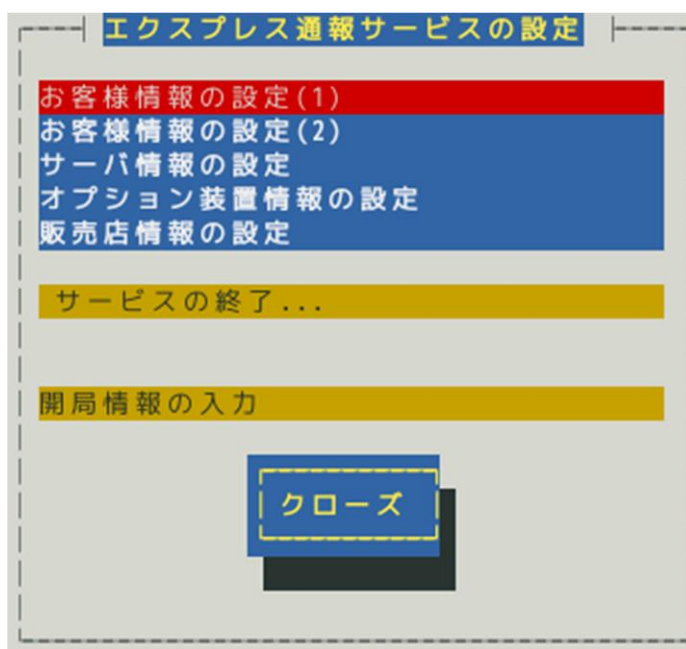 エクスプレス通報サービスの設定
お客様情報の設定(1)
お客様情報の設定(2)
サーバ情報の設定
オプション装置情報の設定
販売店情報の設定
サービスの終了...
開局情報の入力
クローズ